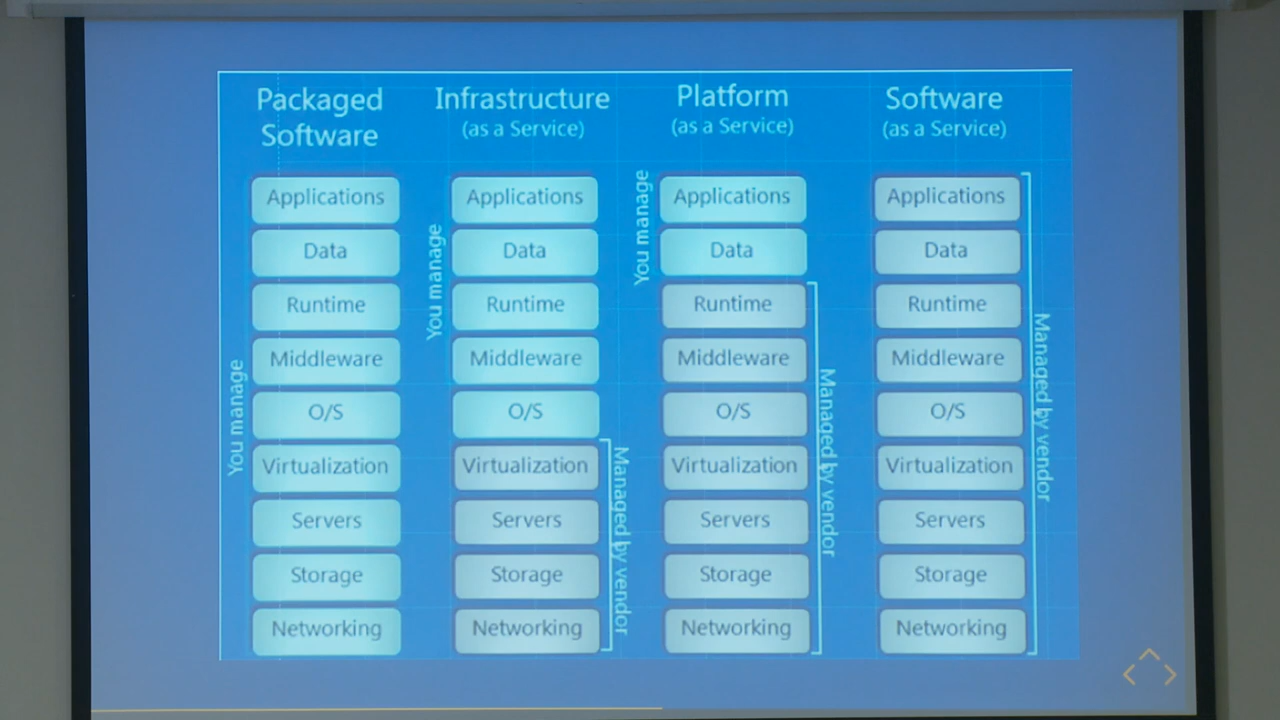 Packaged
Software
You manage
Applications
Data
Runtime
Middleware
O/S
Virtualization
Servers
Storage
Networking
Infrastructure
(as a Service)
You manage
Applications
Data
Runtime
Middleware
O/S
Virtualization
Servers
Storage
Networking
Managed by vendor
Platform
(as a Service)
You manage
Applications
Data
Runtime
Middleware
O/S
Virtualization
Servers
Storage
Networking
Managed by vendor
Software
(as a Service)
Applications
Data
Runtime
Middleware
O/S
Virtualization
Servers
Storage
Networking
Managed by vendor